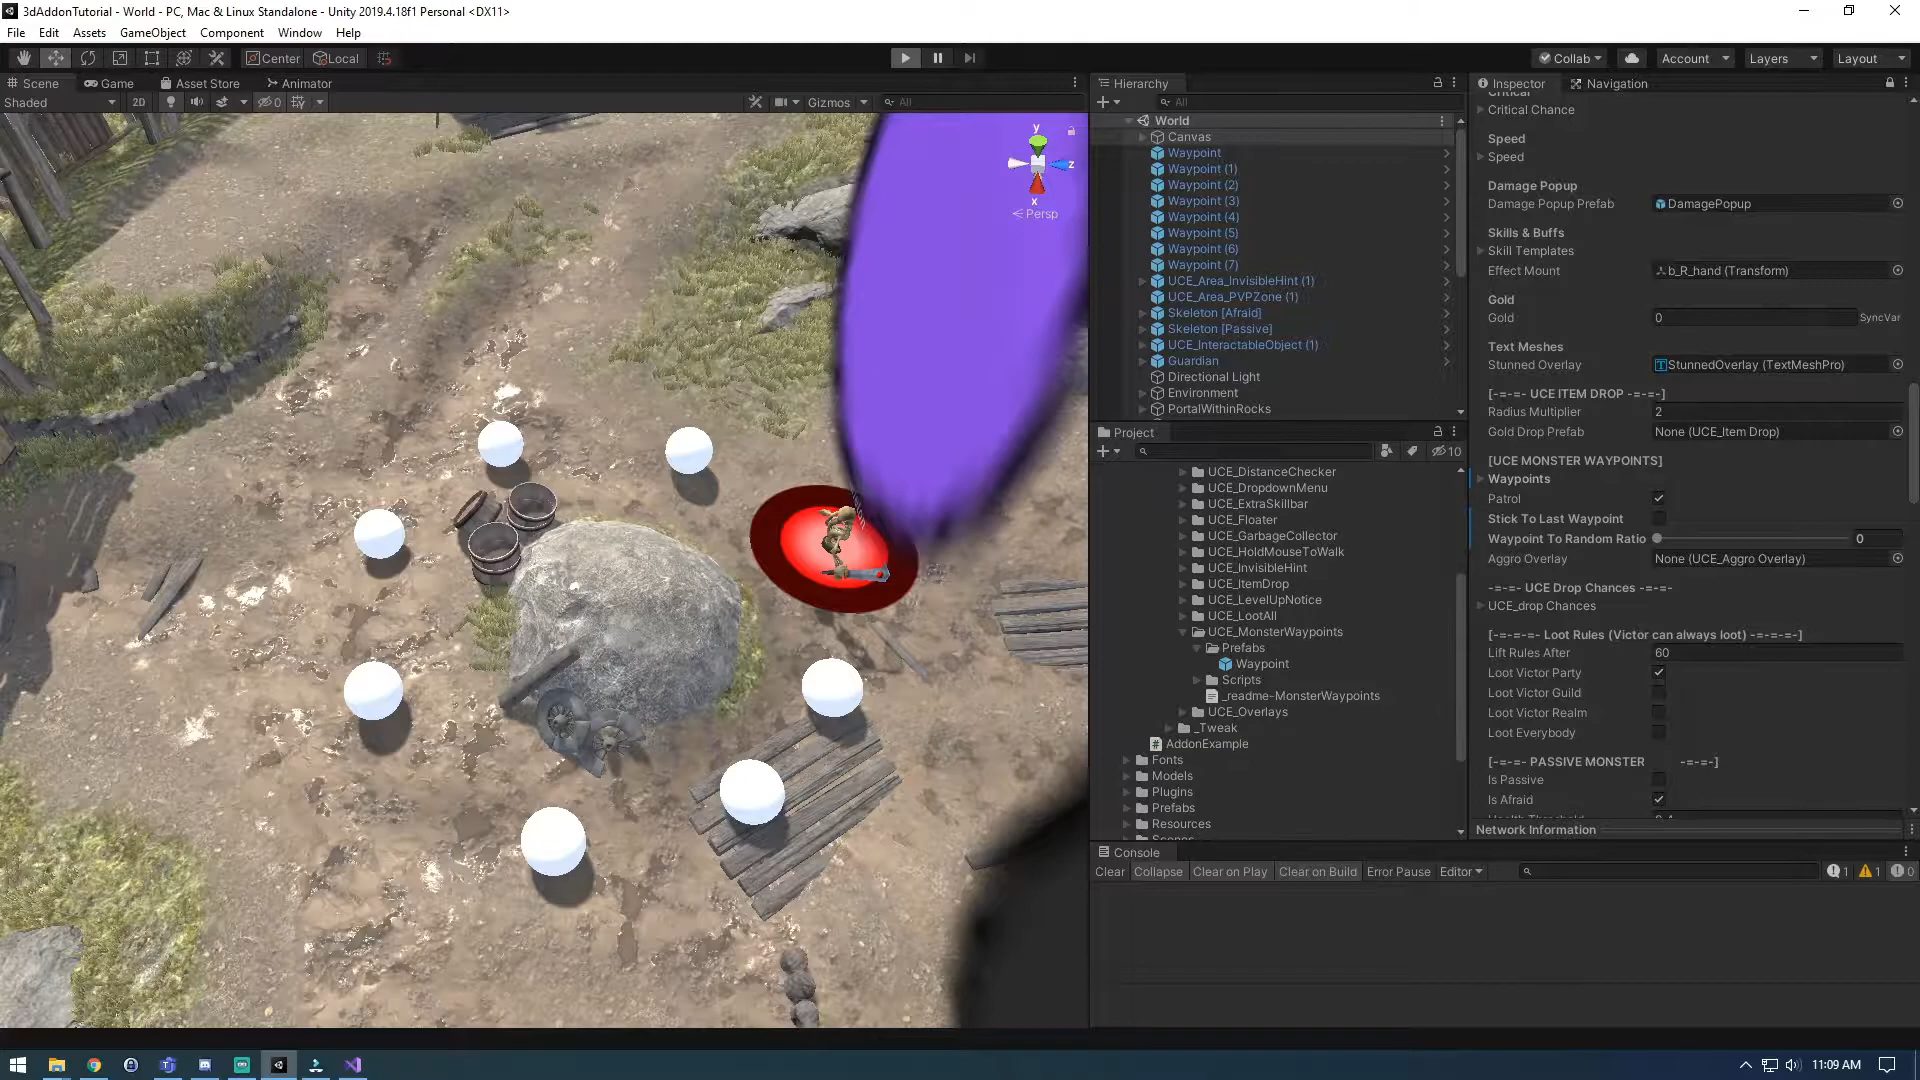 3dAddonTutorial - World - PC, Mac & Linux Standalone - Unity 2019.4.18f1 Personal <DX11>
File Edit Assets GameObject Component Window Help
Center Local
Collab Account Layers Layout
Scene Game Asset Store Animator
Shaded 2D 0 Gizmos All
y
z
x
Persp
Hierarchy
All
World
Canvas
Waypoint
Waypoint (1)
Waypoint (2)
Waypoint (3)
Waypoint (4)
Waypoint (5)
Waypoint (6)
Waypoint (7)
UCE_Area_InvisibleHint (1)
UCE_Area_PVPZone (1)
Skeleton [Afraid]
Skeleton [Passive]
UCE_InteractableObject (1)
Guardian
Directional Light
Environment
PortalWithinRocks
Project
10
UCE_DistanceChecker
UCE_DropdownMenu
UCE_ExtraSkillbar
UCE_Floater
UCE_GarbageCollector
UCE_HoldMouseToWalk
UCE_InvisibleHint
UCE_ItemDrop
UCE_LevelUpNotice
UCE_LootAll
UCE_MonsterWaypoints
Prefabs
Waypoint
Scripts
_readme-MonsterWaypoints
UCE_Overlays
_Tweak
AddonExample
Fonts
Models
Plugins
Prefabs
Resources
Scenes
Inspector Navigation
Critical
Critical Chance
Speed
Speed
Damage Popup
Damage Popup Prefab DamagePopup
Skills & Buffs
Skill Templates
Effect Mount b_R_hand (Transform)
Gold
Gold 0 SyncVar
Text Meshes
Stunned Overlay StunnedOverlay (TextMeshPro)
[-=-=- UCE ITEM DROP -=-=-]
Radius Multiplier 2
Gold Drop Prefab None (UCE_Item Drop)
[UCE MONSTER WAYPOINTS]
Waypoints
Patrol
Stick To Last Waypoint
Waypoint To Random Ratio 0
Aggro Overlay None (UCE_Aggro Overlay)
-=-=- UCE Drop Chances -=-=-
UCE_drop Chances
[-=-=-=- Loot Rules (Victor can always loot) -=-=-=-]
Lift Rules After 60
Loot Victor Party
Loot Victor Guild
Loot Victor Realm
Loot Everybody
[-=-=- PASSIVE MONSTER -=-=-]
Is Passive
Is Afraid
Network Information
Console
Clear Collapse Clear on Play Clear on Build Error Pause Editor 1 1 0
11:09 AM